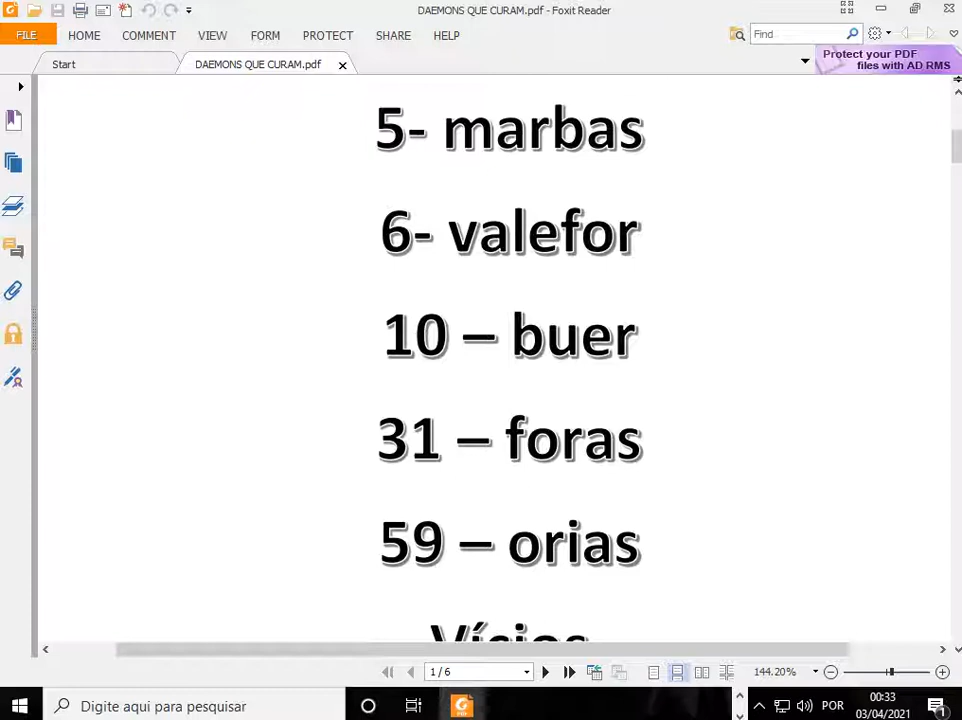 DAEMONS QUE CURAM.pdf - Foxit Reader
FILE HOME COMMENT VIEW FORM PROTECT SHARE HELP Find
Start DAEMONS QUE CURAM.pdf
Protect your PDF
files with AD RMS
5- marbas
6- valefor
10 – buer
31 – foras
59 – orias
Vícios
1 / 6 144.20%
Digite aqui para pesquisar POR 00:33
03/04/2021 1